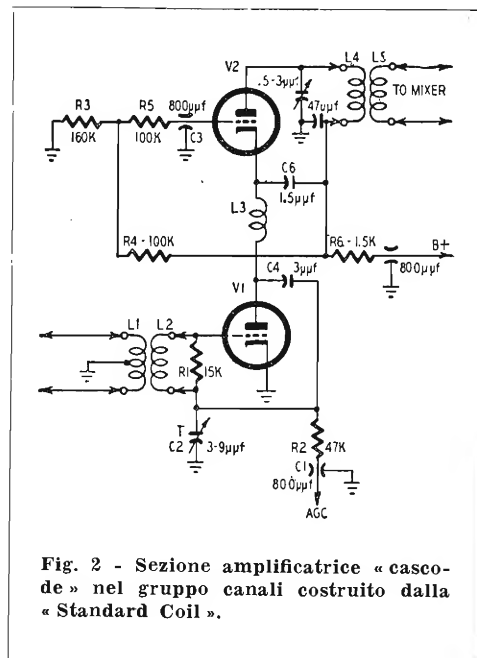 V2
L4 L5
.5-3µµf
TO MIXER
R3
160K
R5
100K
800µµf
C3
47µµf
C6
1.5µµf
L3
R4-100K
R6-1.5K
B+
800µµf
C4 3µµf
V1
L1 L2
R1
15K
T
C2
3-9µµf
R2
47K
C1
800µµf
AGC
Fig. 2 - Sezione amplificatrice « casco-
de » nel gruppo canali costruito dalla
« Standard Coil ».